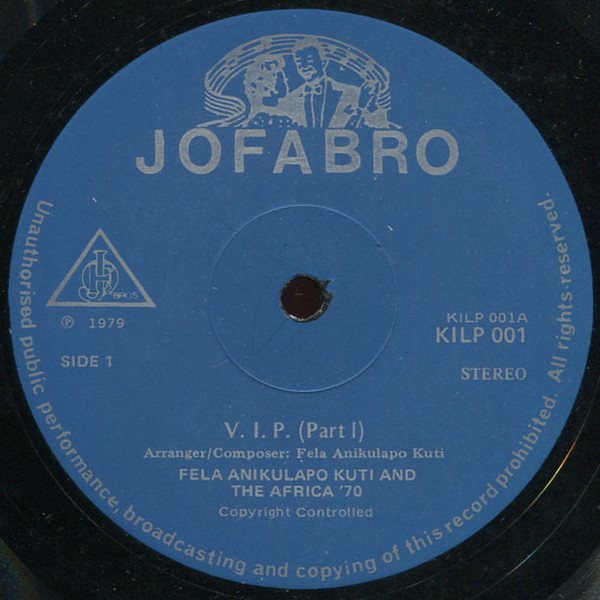 JOFABRO
JH
BROS
℗ 1979
SIDE 1
KILP 001A
KILP 001
STEREO
V. I. P. (Part I)
Arranger/Composer: Fela Anikulapo Kuti
FELA ANIKULAPO KUTI AND
THE AFRICA '70
Copyright Controlled
Unauthorised public performance, broadcasting and copying of this record prohibited. All rights reserved.